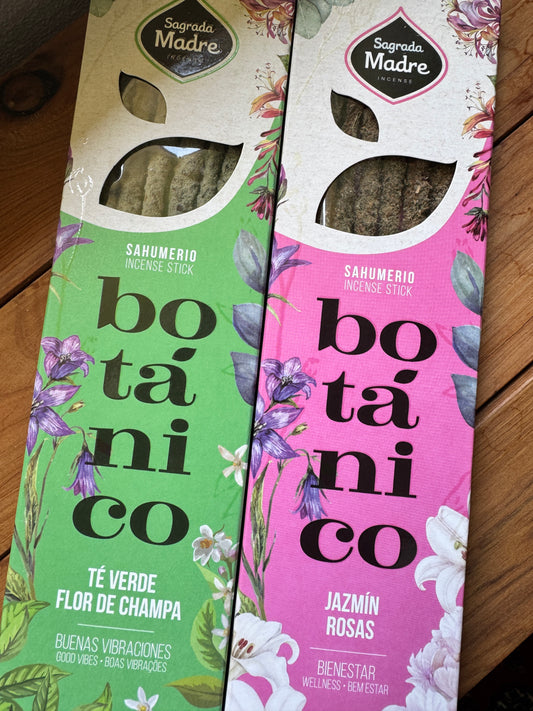 Sagrada
Madre
INCENSE
SAHUMERIO
INCENSE STICK
bo
tá
ni
co
TÉ VERDE
FLOR DE CHAMPA
BUENAS VIBRACIONES
GOOD VIBES • BOAS VIBRAÇÕES
Sagrada
Madre
INCENSE
SAHUMERIO
INCENSE STICK
bo
tá
ni
co
JAZMÍN
ROSAS
BIENESTAR
WELLNESS • BEM ESTAR